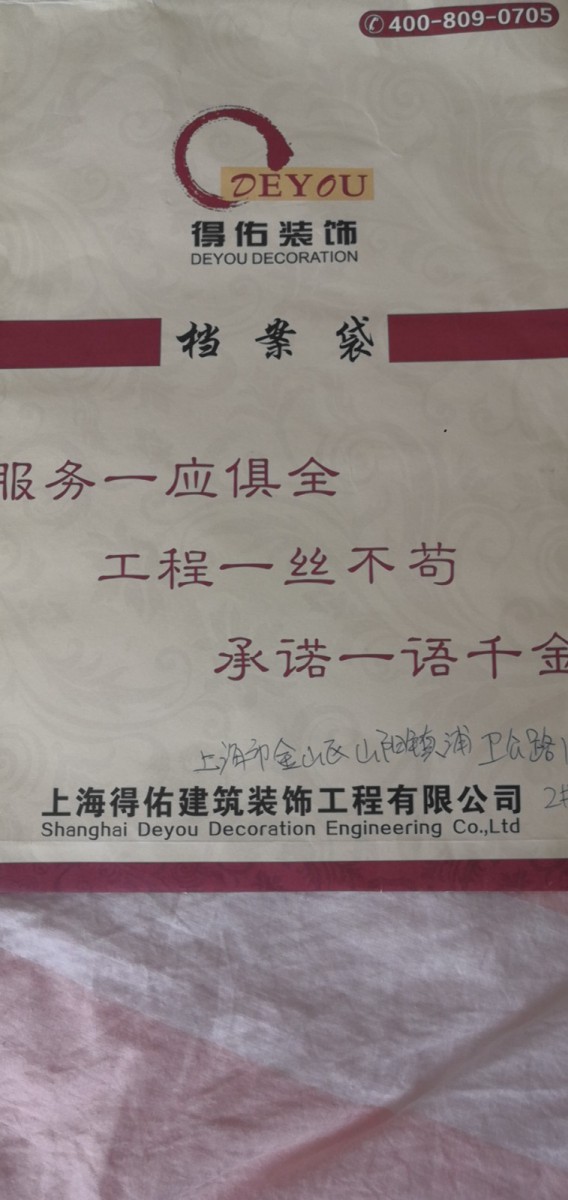 400-809-0705
DEYOU
得佑装饰
DEYOU DECORATION
档案袋
服务一应俱全
工程一丝不苟
承诺一语千金
上海市金山区山阳镇浦卫公路1
上海得佑建筑装饰工程有限公司
2#
Shanghai Deyou Decoration Engineering Co.,Ltd